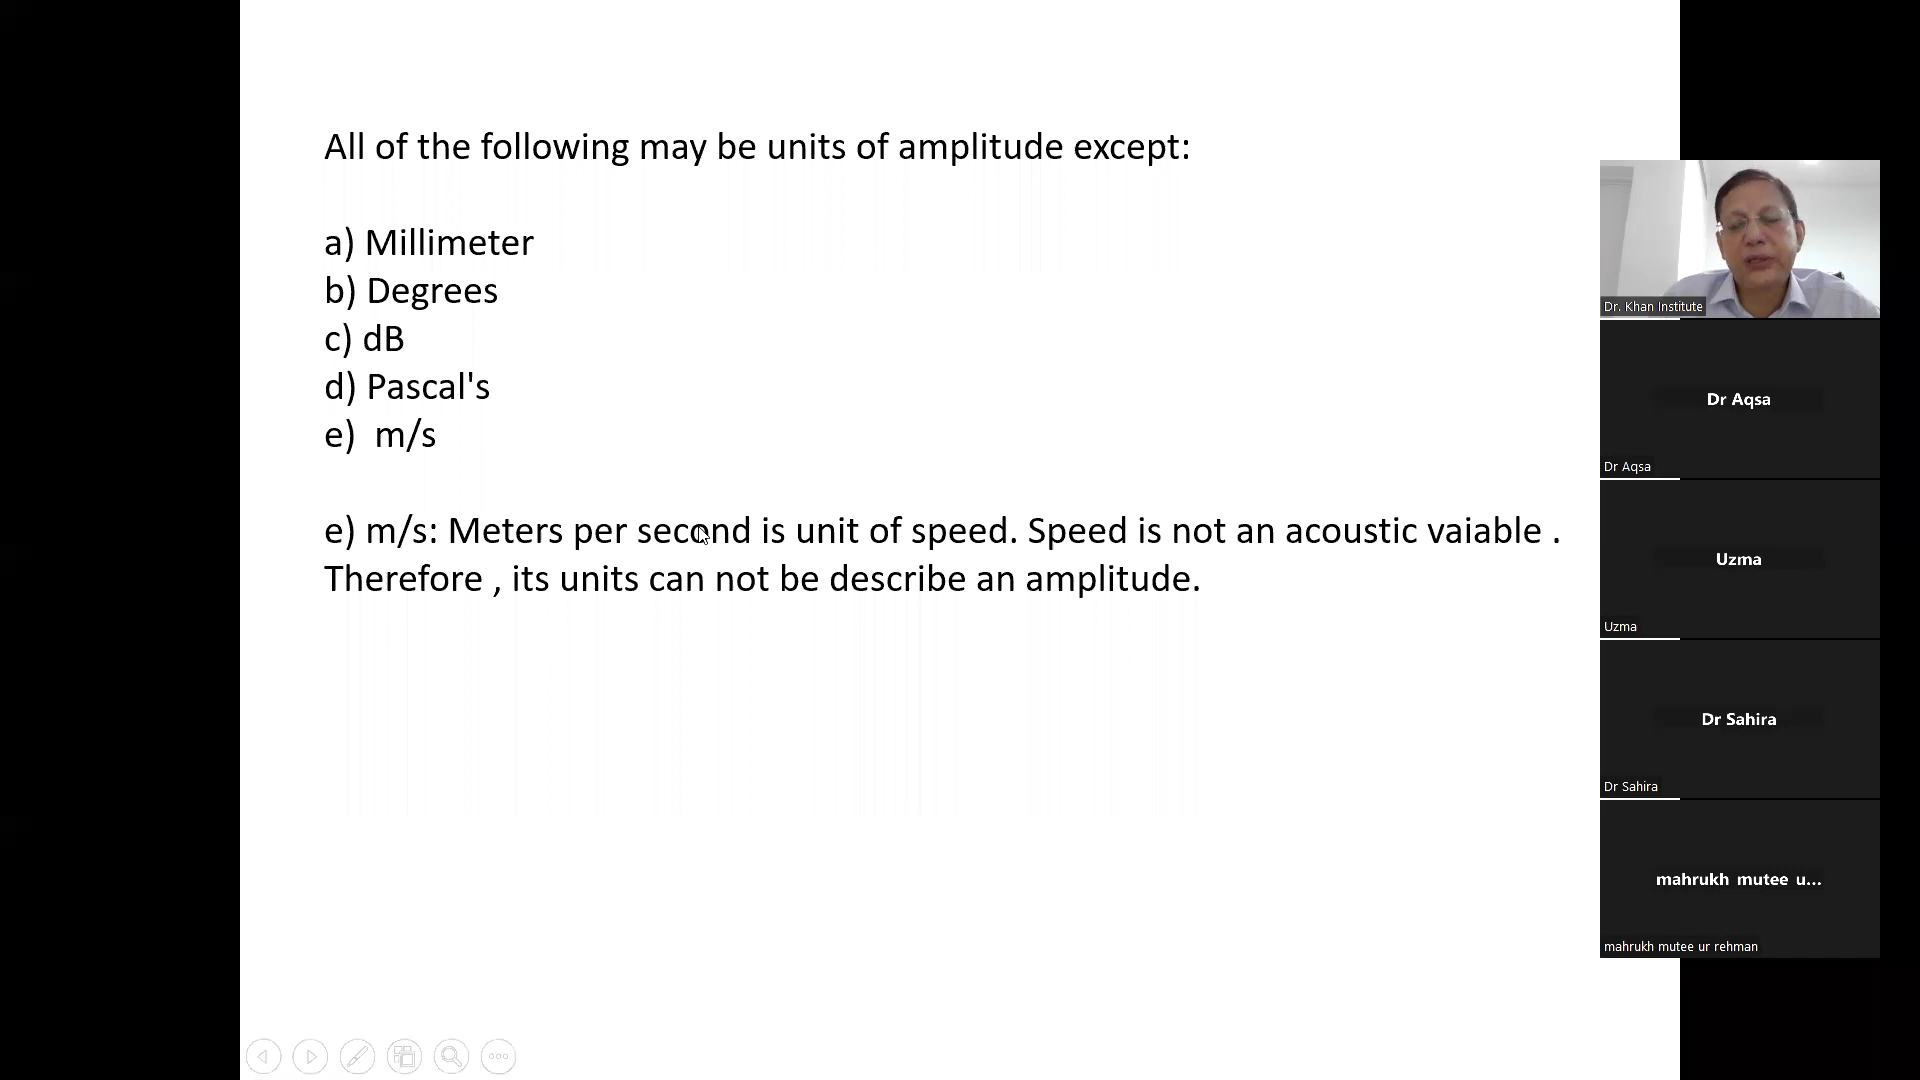 All of the following may be units of amplitude except:
a) Millimeter
b) Degrees
c) dB
d) Pascal's
e) m/s
e) m/s: Meters per second is unit of speed. Speed is not an acoustic vaiable .
Therefore , its units can not be describe an amplitude.
Dr. Khan Institute
Dr Aqsa
Dr Aqsa
Uzma
Uzma
Dr Sahira
Dr Sahira
mahrukh mutee u...
mahrukh mutee ur rehman